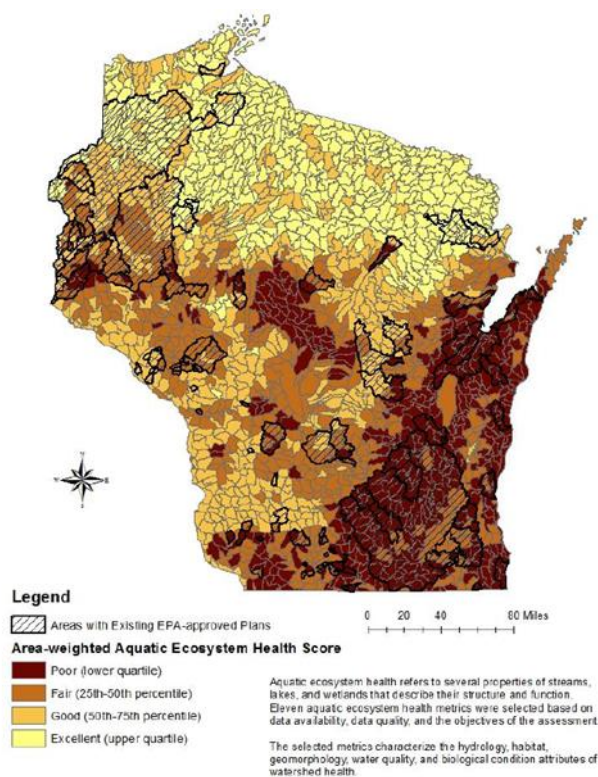 N
W
E
S
Legend
Areas with Existing EPA-approved Plans
0 20 40 80 Miles
Area-weighted Aquatic Ecosystem Health Score
Poor (lower quartile)
Fair (25th-50th percentile)
Good (50th-75th percentile)
Excellent (upper quartile)
Aquatic ecosystem health refers to several properties of streams,
lakes, and wetlands that describe their structure and function.
Eleven aquatic ecosystem health metrics were selected based on
data availability, data quality, and the objectives of the assessment
The selected metrics characterize the hydrology, habitat,
geomorphology, water quality, and biological condition attributes of
watershed health.